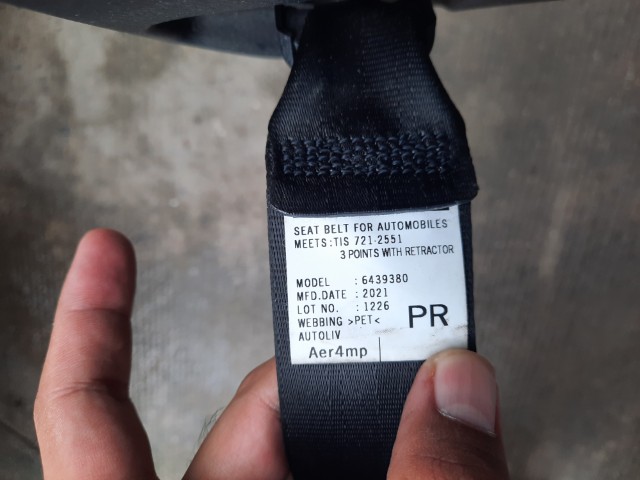 SEAT BELT FOR AUTOMOBILES
MEETS:TIS 721-2551
3 POINTS WITH RETRACTOR
MODEL : 6439380
MFD.DATE : 2021
LOT NO. : 1226
WEBBING >PET<
PR
AUTOLIV
Aer4mp